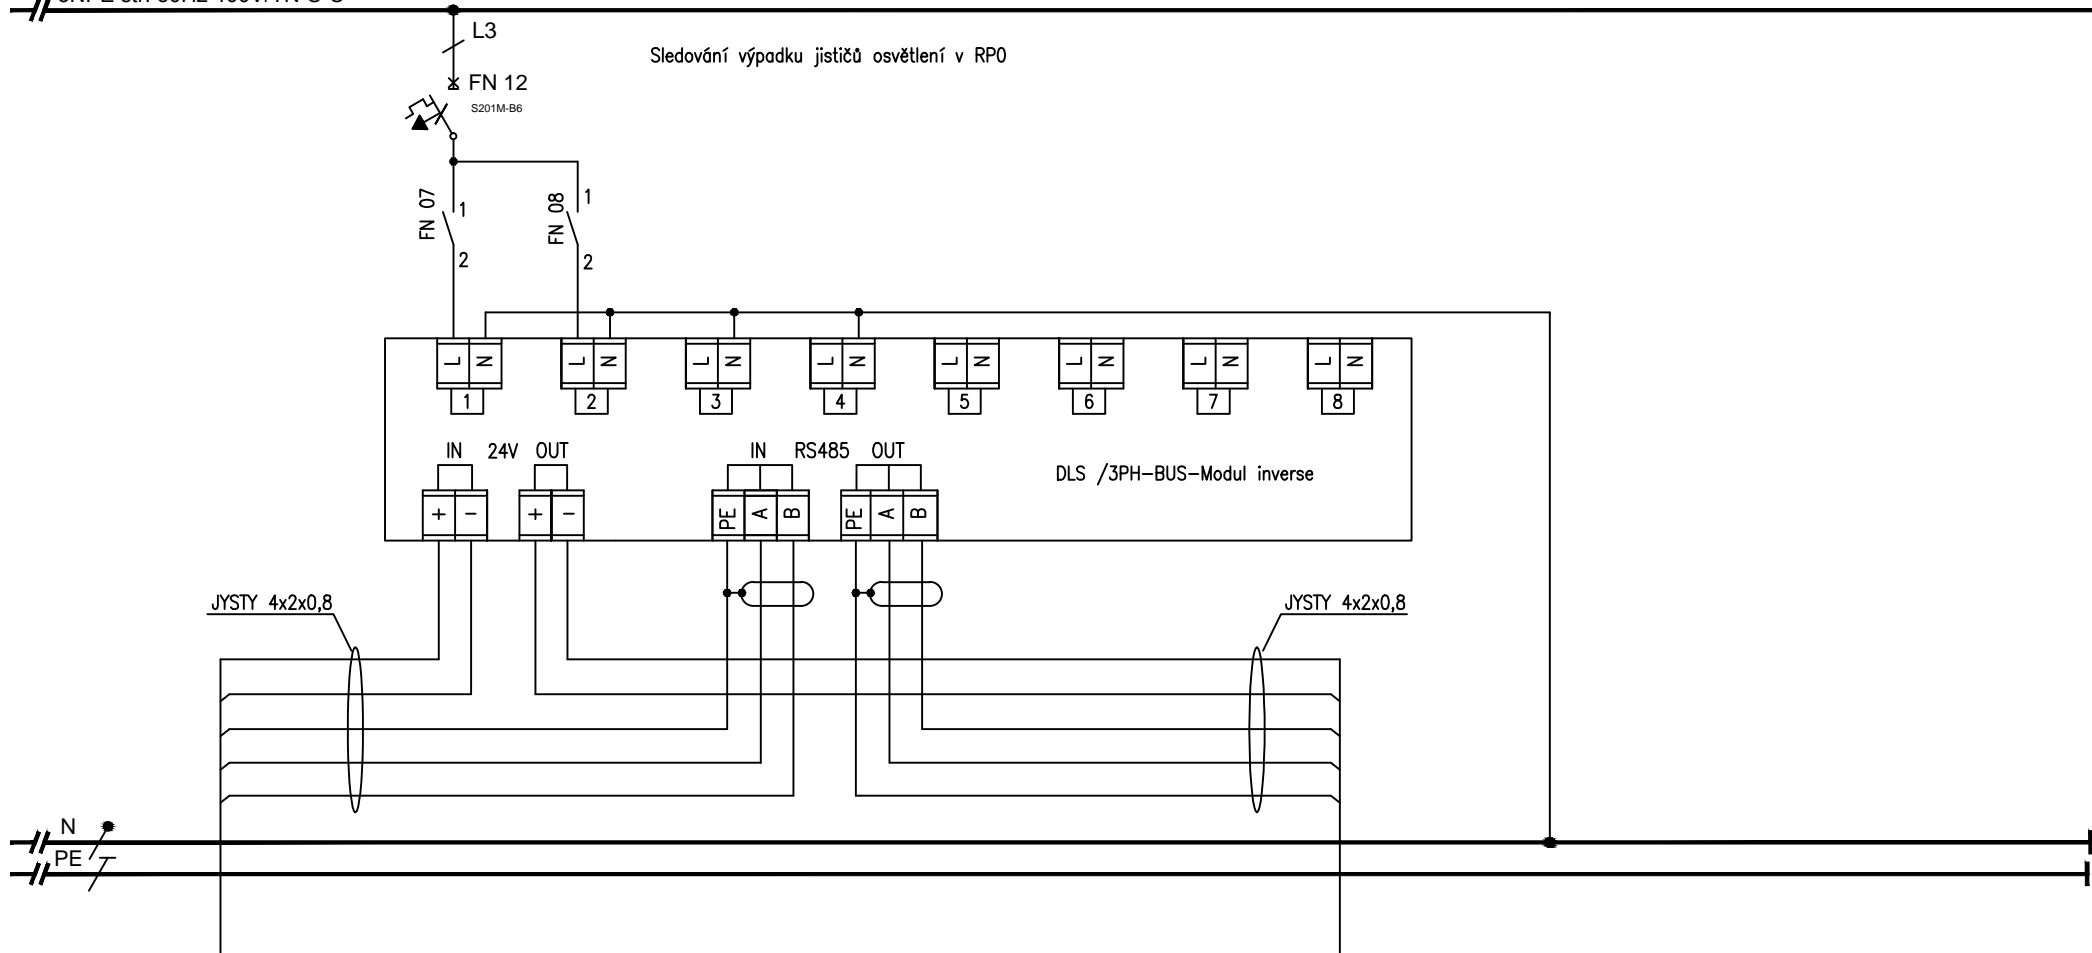 L3
Sledování výpadku jističů osvětlení v RP0
FN 12
S201M-B6
FN 07
1
2
FN 08
1
2
L N L N L N L N L N L N L N L N
1 2 3 4 5 6 7 8
IN 24V OUT IN RS485 OUT
DLS /3PH-BUS-Modul inverse
+ - + - PE A B PE A B
JYSTY 4x2x0,8
JYSTY 4x2x0,8
N
PE